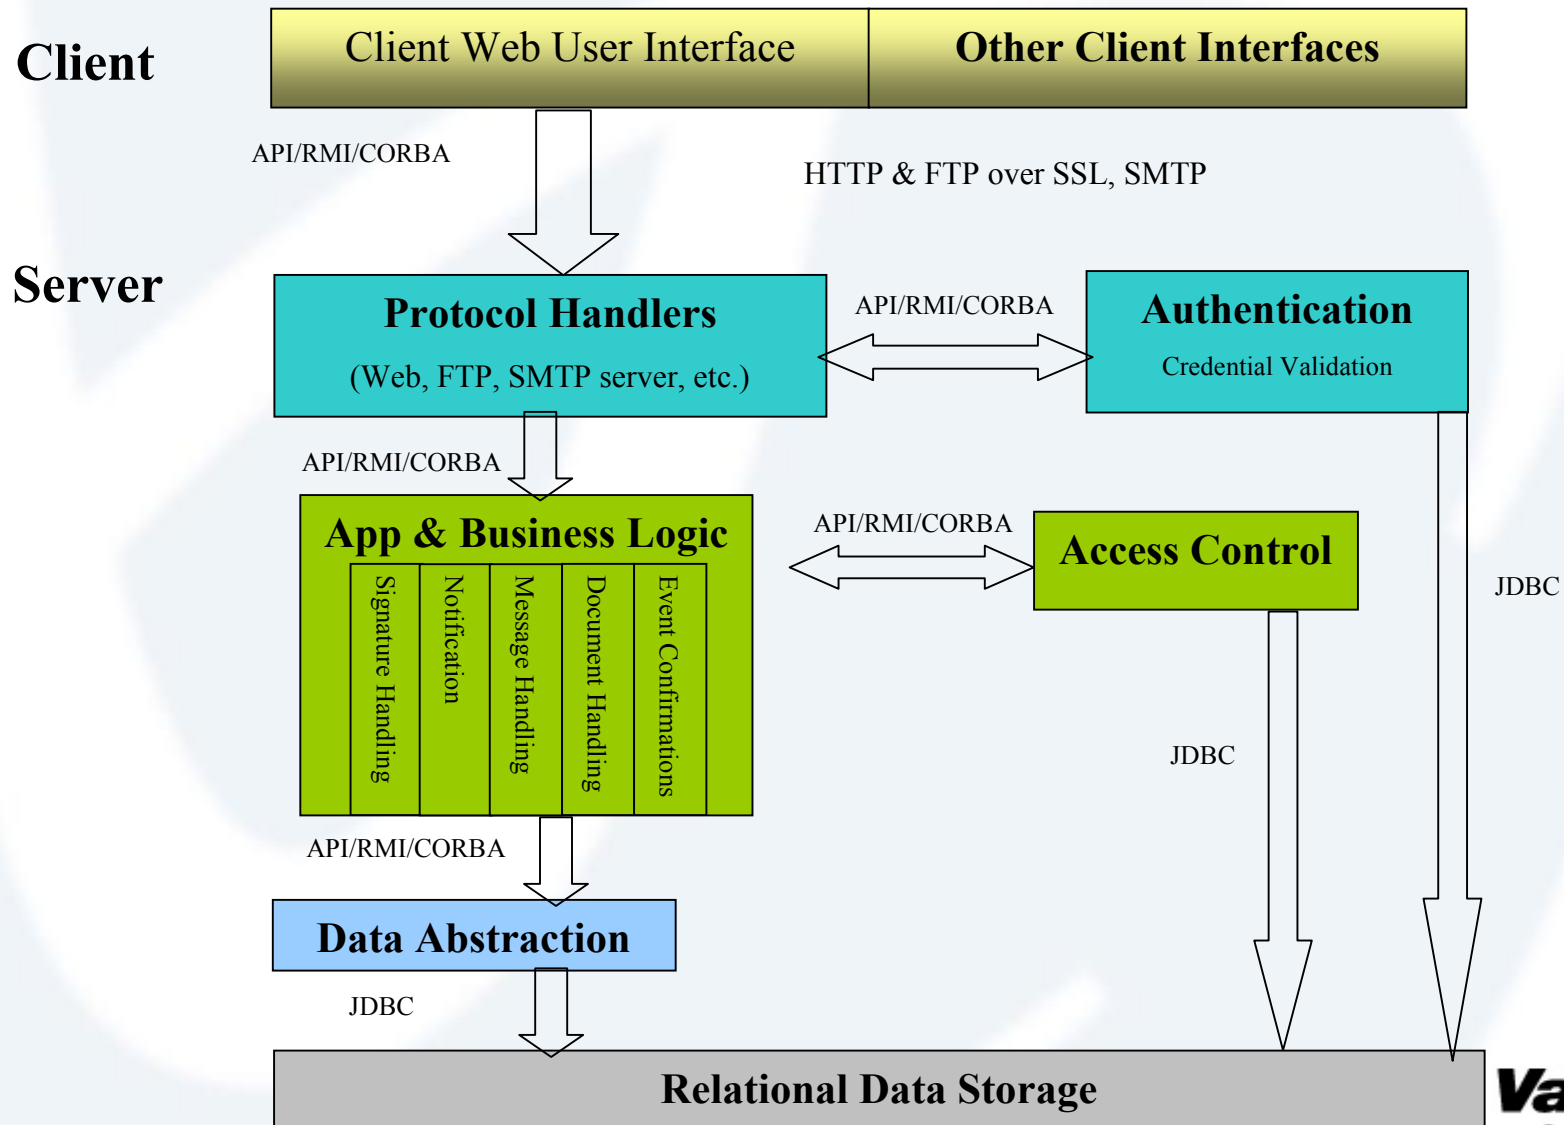 Client
Client Web User Interface
Other Client Interfaces
API/RMI/CORBA
HTTP & FTP over SSL, SMTP
Server
Protocol Handlers
(Web, FTP, SMTP server, etc.)
API/RMI/CORBA
Authentication
Credential Validation
API/RMI/CORBA
App & Business Logic
Signature Handling
Notification
Message Handling
Document Handling
Event Confirmations
API/RMI/CORBA
Access Control
JDBC
JDBC
API/RMI/CORBA
Data Abstraction
JDBC
Relational Data Storage
Va